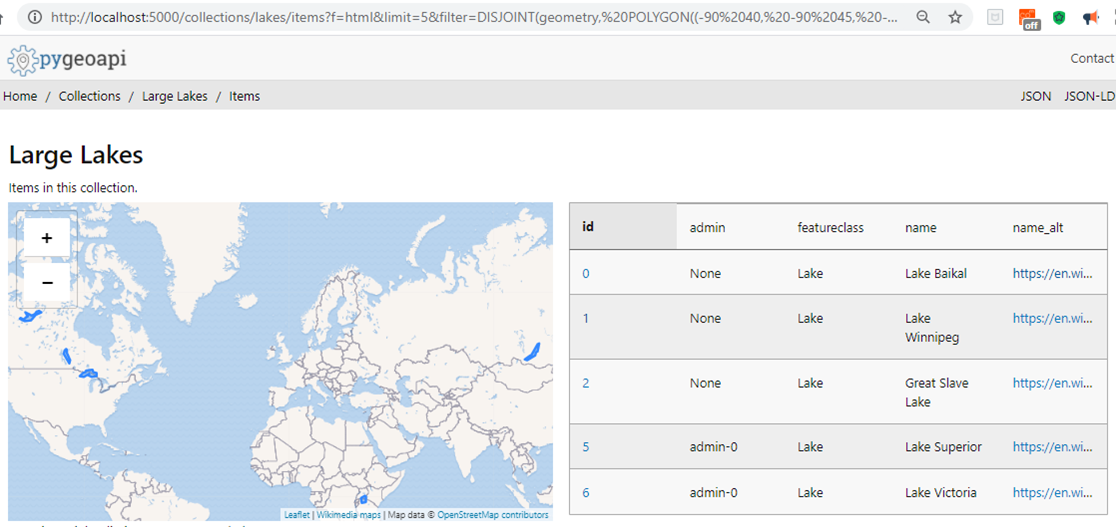 http://localhost:5000/collections/lakes/items?f=html&limit=5&filter=DISJOINT(geometry,%20POLYGON((-90%2040,%20-90%2045,%20-...
off
pygeoapi
Contact
Home / Collections / Large Lakes / Items
JSON JSON-LD
Large Lakes
Items in this collection.
+
−
Leaflet | Wikimedia maps | Map data © OpenStreetMap contributors
id admin featureclass name name_alt
0 None Lake Lake Baikal https://en.wi...
1 None Lake Lake https://en.wi...
Winnipeg
2 None Lake Great Slave https://en.wi...
Lake
5 admin-0 Lake Lake Superior https://en.wi...
6 admin-0 Lake Lake Victoria https://en.wi...